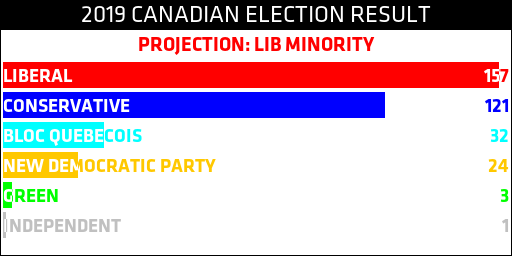 2019 CANADIAN ELECTION RESULT
PROJECTION: LIB MINORITY
LIBERAL 157
CONSERVATIVE 121
BLOC QUEBECOIS 32
NEW DEMOCRATIC PARTY 24
GREEN 3
INDEPENDENT 1